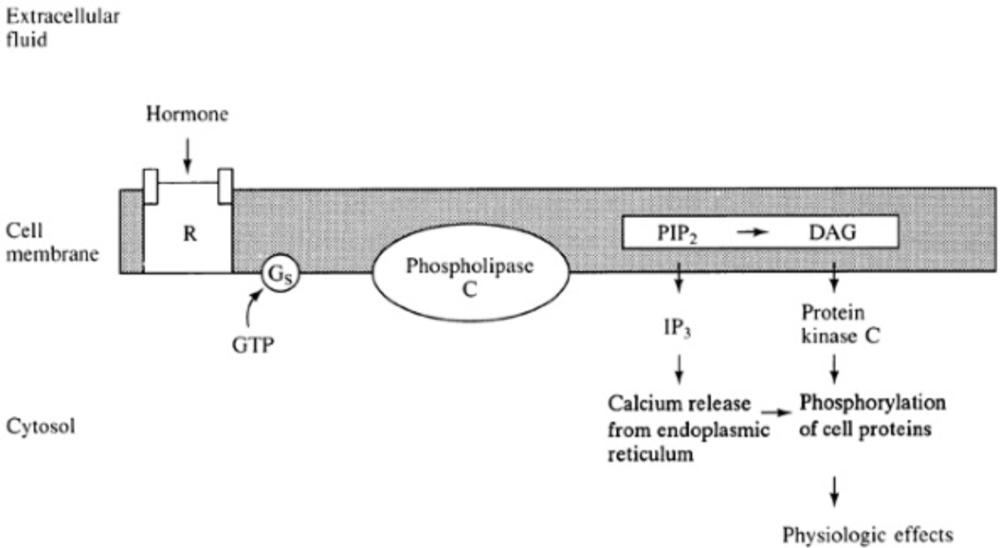 Extracellular
fluid
Hormone
Cell
membrane
R
Gs
GTP
Phospholipase
C
PIP2 → DAG
IP3
Protein
kinase C
Cytosol
Calcium release
from endoplasmic
reticulum
Phosphorylation
of cell proteins
Physiologic effects